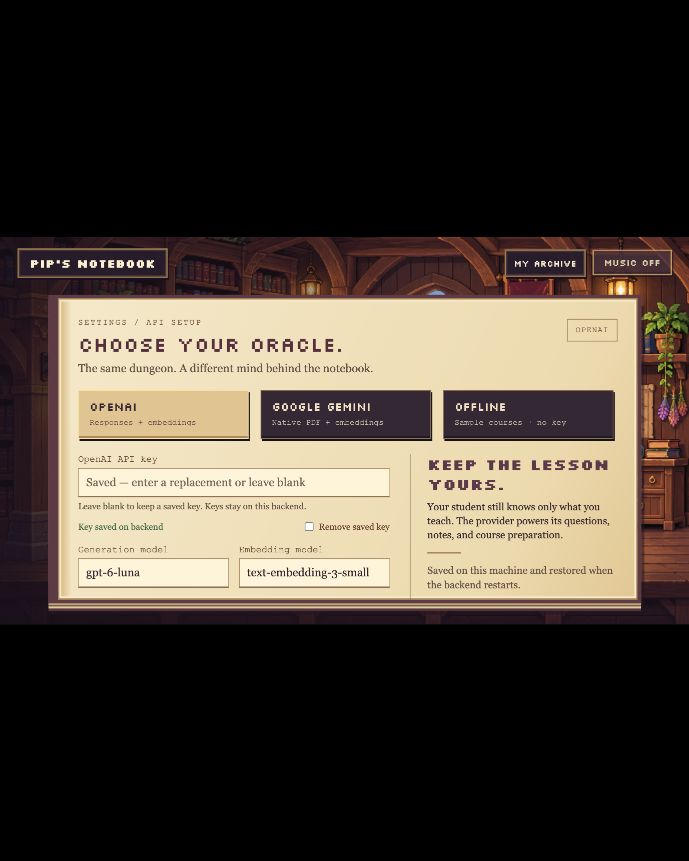 PIP'S NOTEBOOK
MY ARCHIVE
MUSIC OFF
SETTINGS / API SETUP
OPENAI
CHOOSE YOUR ORACLE.
The same dungeon. A different mind behind the notebook.
OPENAI
Responses + embeddings
GOOGLE GEMINI
Native PDF + embeddings
OFFLINE
Sample courses · no key
OpenAI API key
Saved — enter a replacement or leave blank
Leave blank to keep a saved key. Keys stay on this backend.
Key saved on backend
Remove saved key
Generation model
Embedding model
gpt-6-luna
text-embedding-3-small
KEEP THE LESSON
YOURS.
Your student still knows only what you
teach. The provider powers its questions,
notes, and course preparation.
Saved on this machine and restored when
the backend restarts.